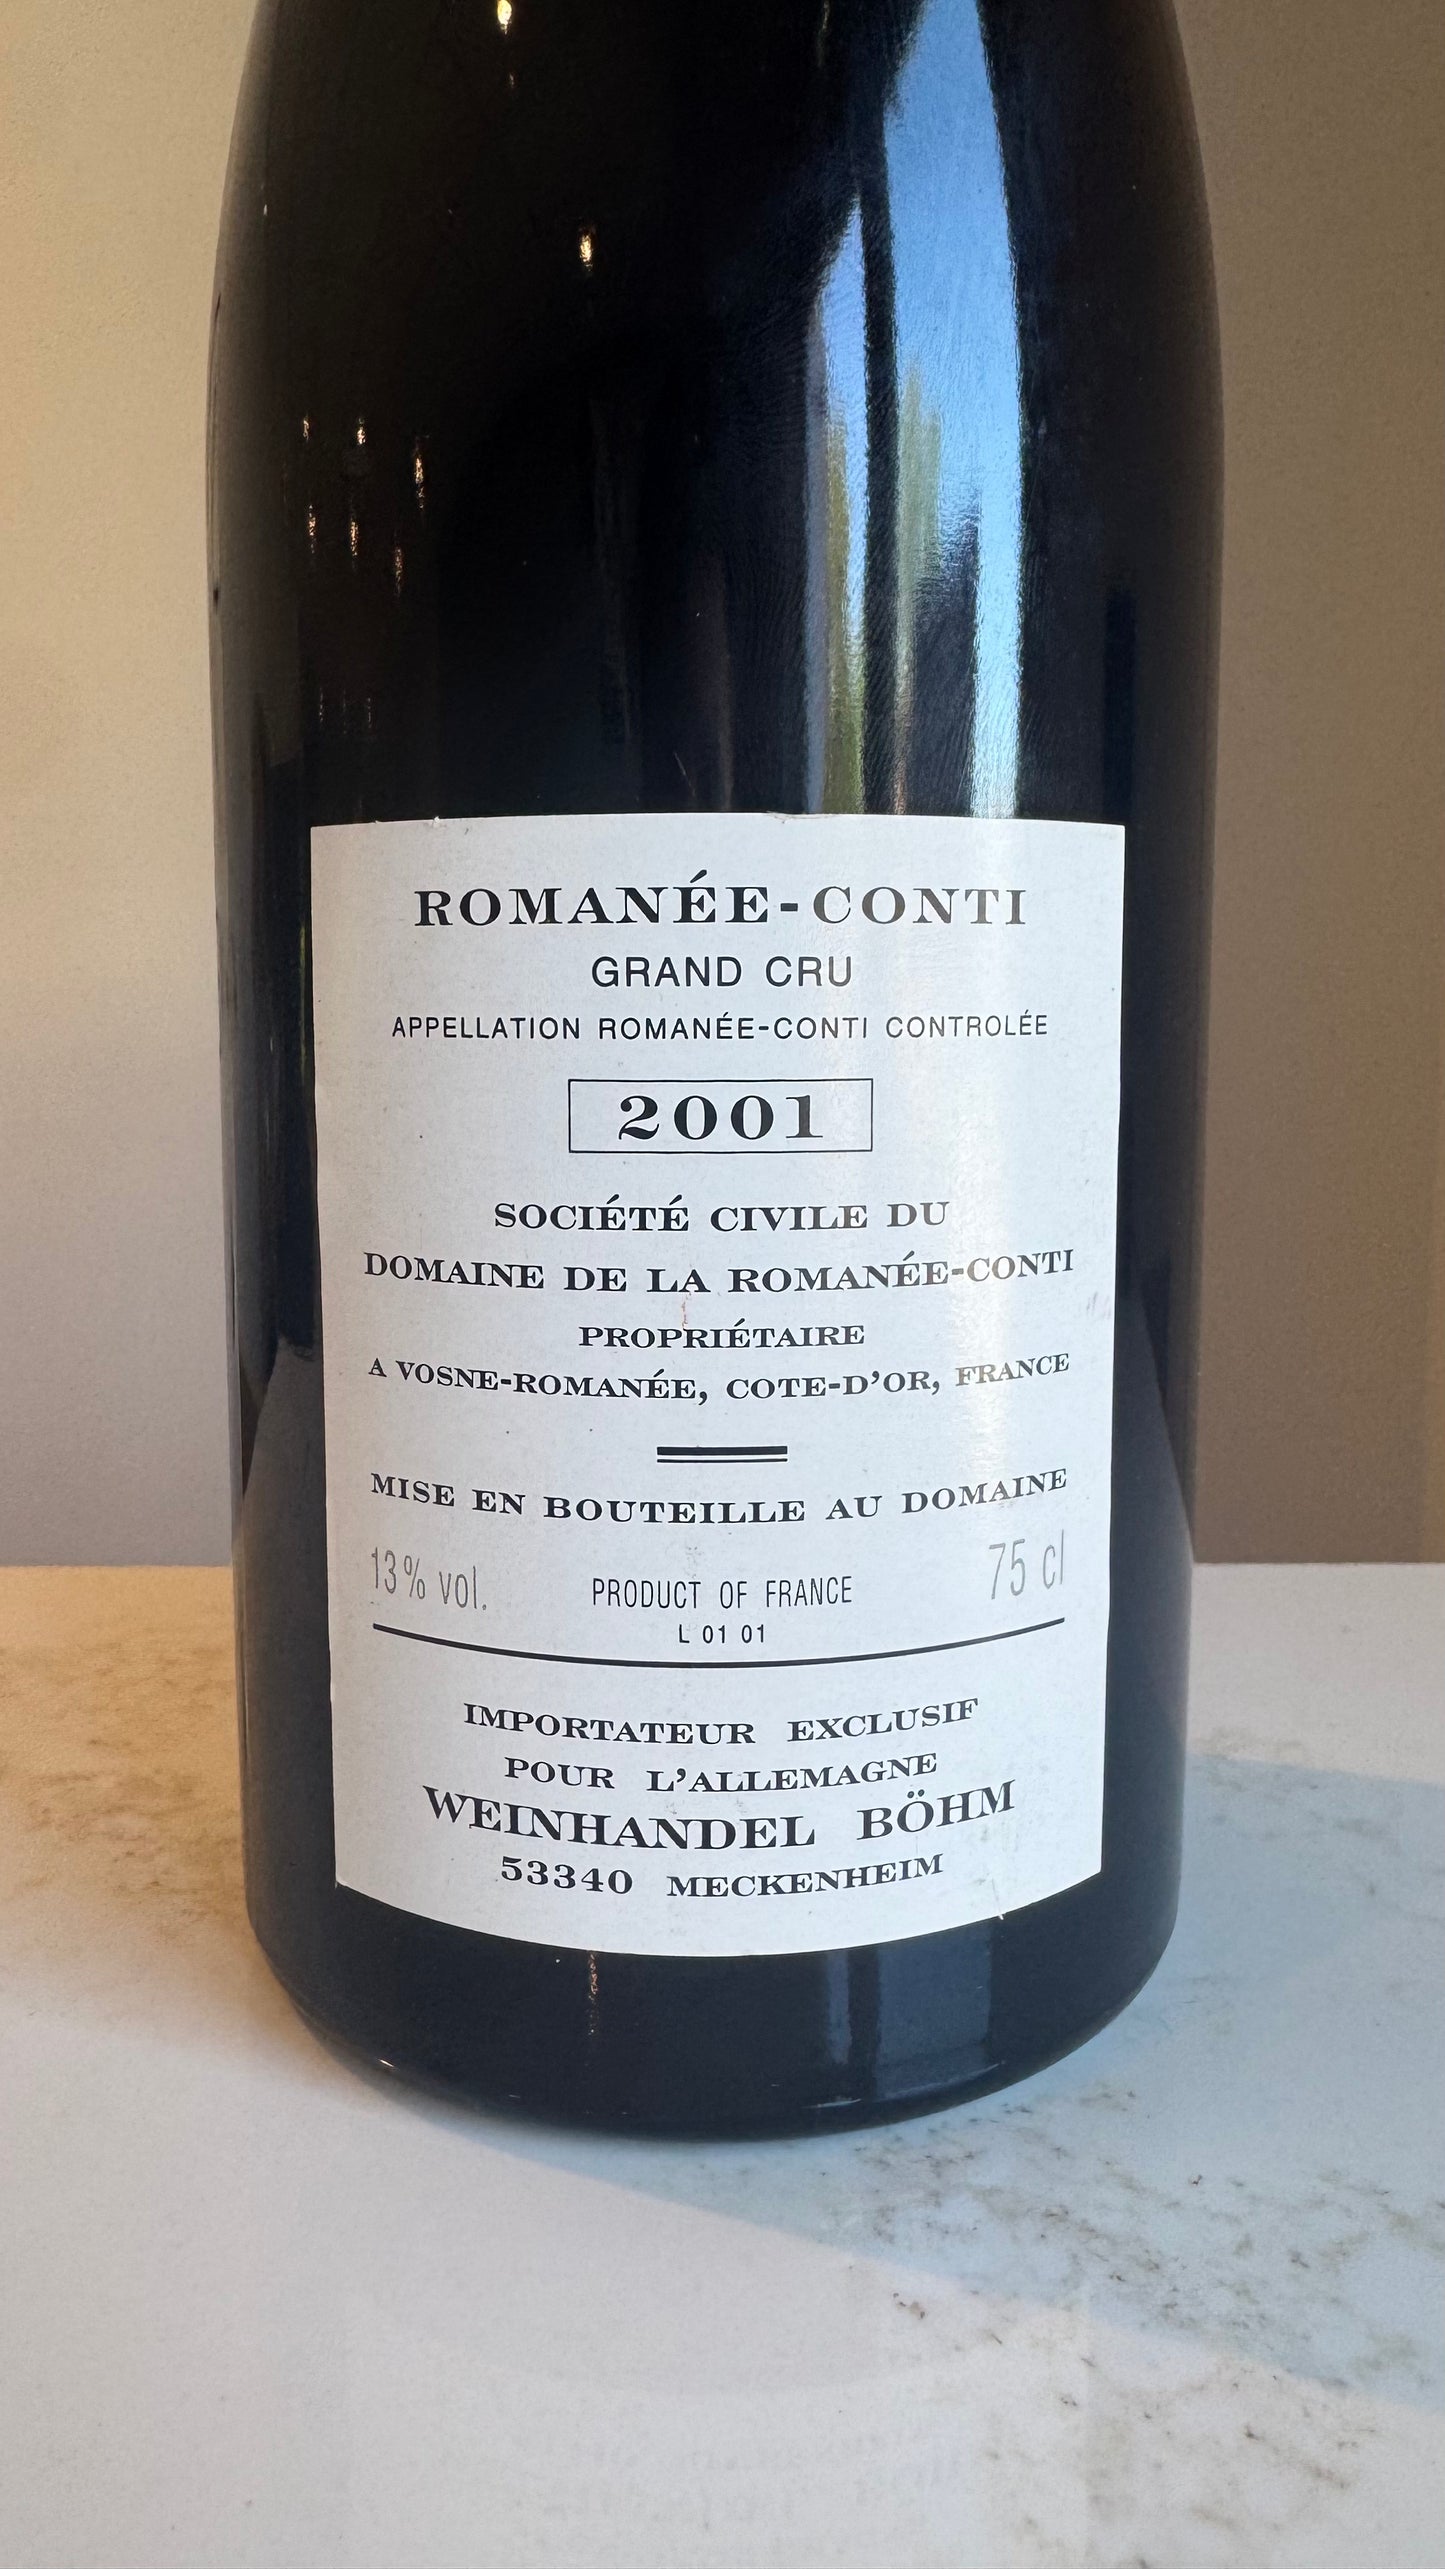 ROMANÉE-CONTI
GRAND CRU
APPELLATION ROMANÉE-CONTI CONTROLÉE
2001
SOCIÉTÉ CIVILE DU
DOMAINE DE LA ROMANÉE-CONTI
PROPRIÉTAIRE
A VOSNE-ROMANÉE, COTE-D'OR, FRANCE
MISE EN BOUTEILLE AU DOMAINE
13% vol. PRODUCT OF FRANCE 75 cl
L 01 01
IMPORTATEUR EXCLUSIF
POUR L'ALLEMAGNE
WEINHANDEL BÖHM
53340 MECKENHEIM